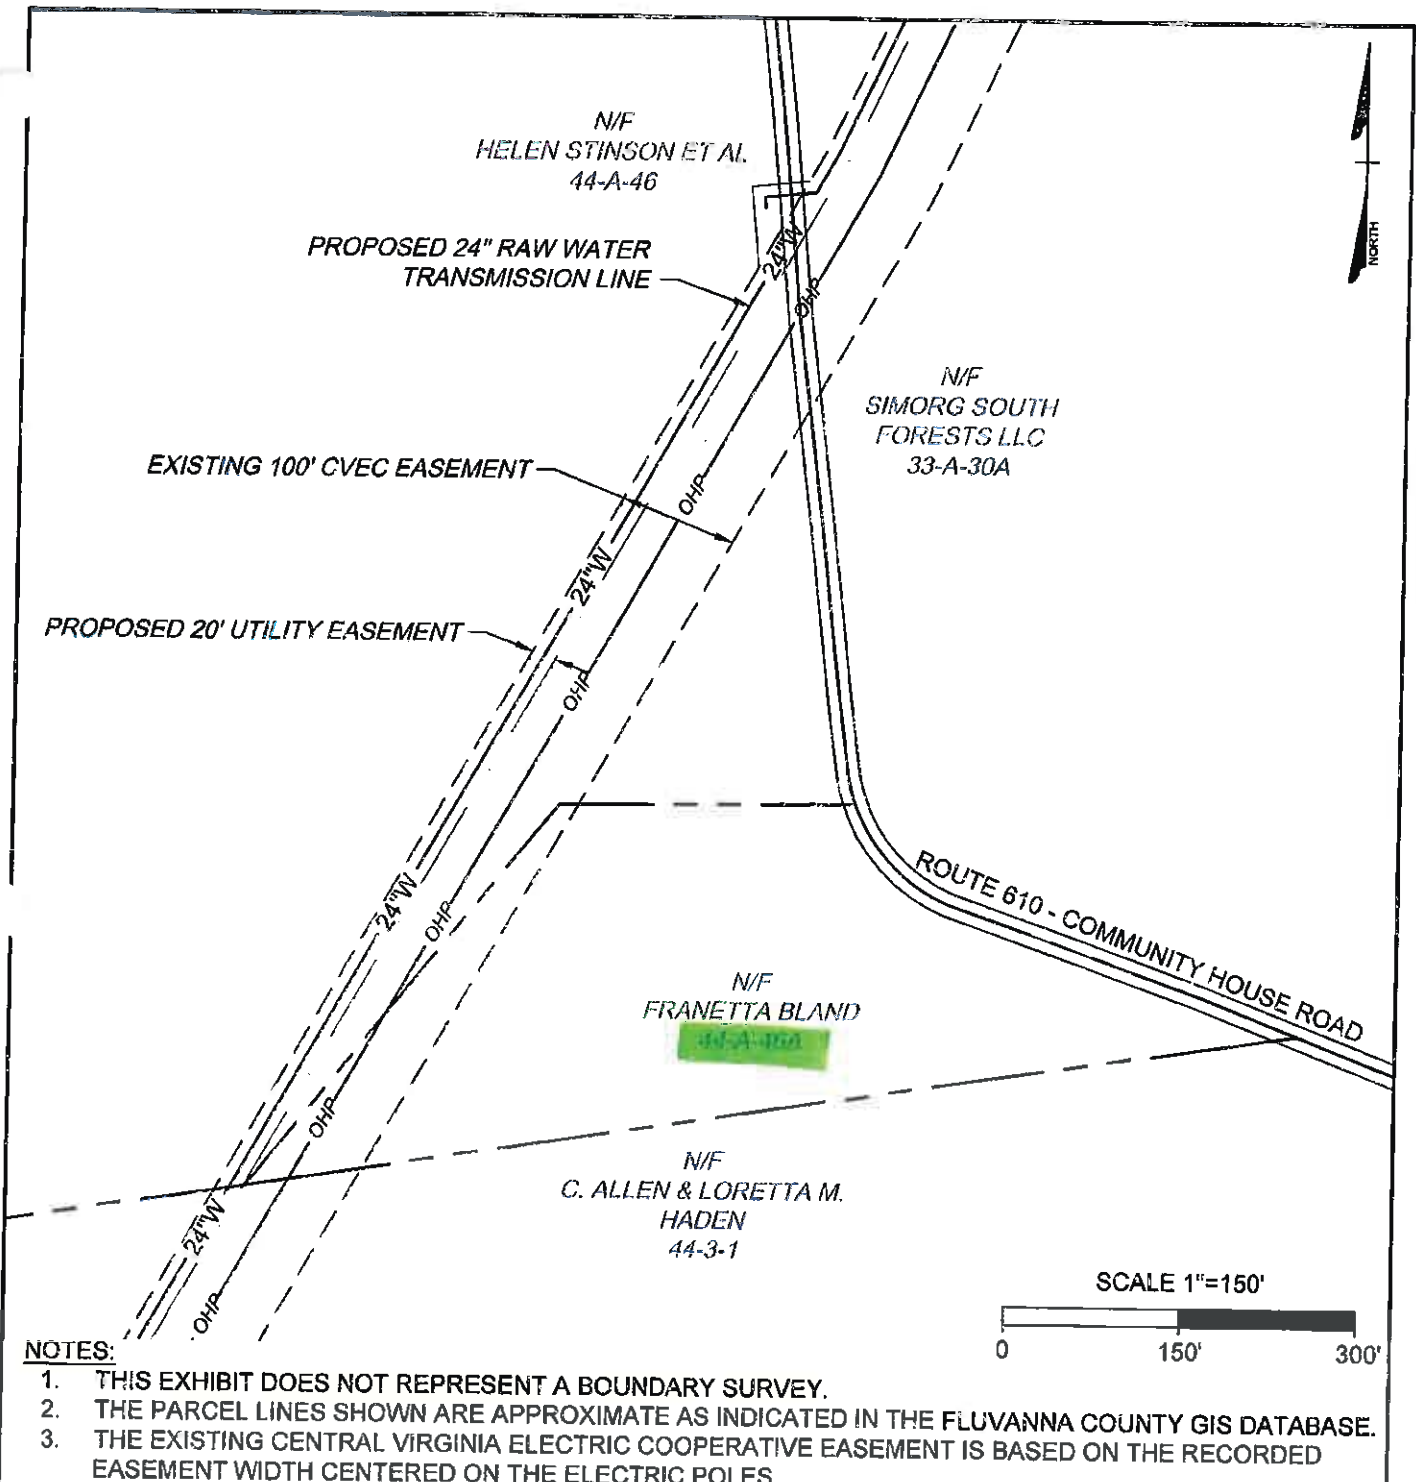 N/F
HELEN STINSON ET AL
44-A-46
PROPOSED 24" RAW WATER
TRANSMISSION LINE
24"W
OHP
NORTH
N/F
SIMORG SOUTH
FORESTS LLC
33-A-30A
EXISTING 100' CVEC EASEMENT
OHP
24"W
PROPOSED 20' UTILITY EASEMENT
OHP
24"W
OHP
ROUTE 610 - COMMUNITY HOUSE ROAD
N/F
FRANETTA BLAND
44-A-46A
OHP
N/F
C. ALLEN & LORETTA M.
HADEN
44-3-1
24"W
OHP
SCALE 1"=150'
0 150' 300'
NOTES:
1. THIS EXHIBIT DOES NOT REPRESENT A BOUNDARY SURVEY.
2. THE PARCEL LINES SHOWN ARE APPROXIMATE AS INDICATED IN THE FLUVANNA COUNTY GIS DATABASE.
3. THE EXISTING CENTRAL VIRGINIA ELECTRIC COOPERATIVE EASEMENT IS BASED ON THE RECORDED
EASEMENT WIDTH CENTERED ON THE ELECTRIC POLES